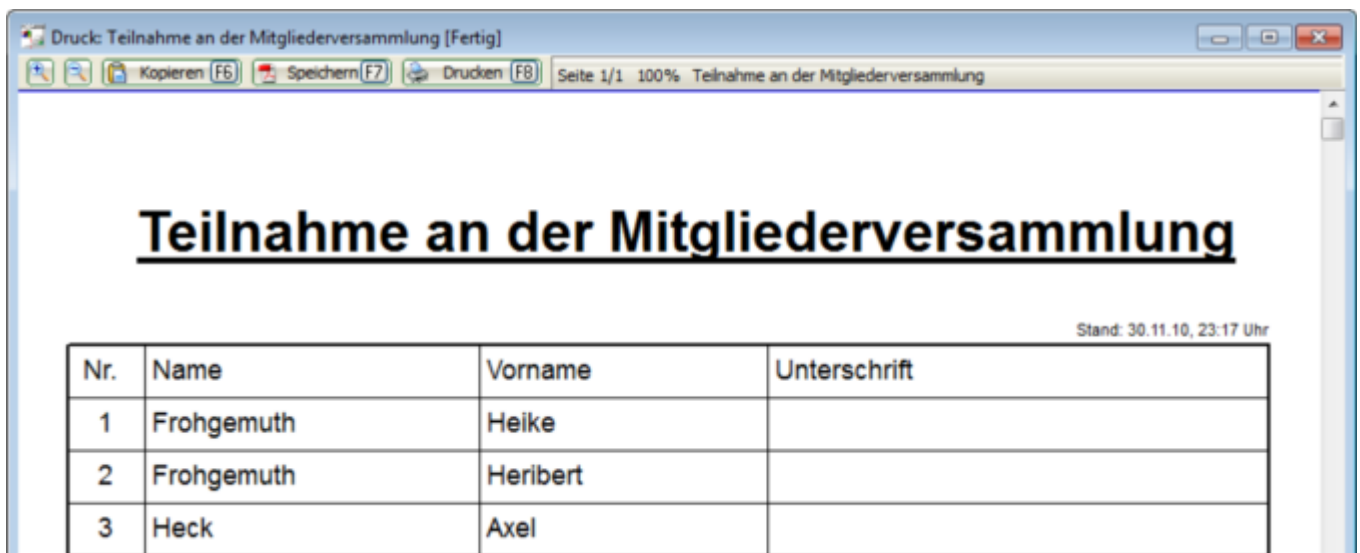 Druck: Teilnahme an der Mitgliederversammlung [Fertig]
Kopieren F6 Speichern F7 Drucken F8 Seite 1/1 100% Teilnahme an der Mitgliederversammlung
Teilnahme an der Mitgliederversammlung
Stand: 30.11.10, 23:17 Uhr
Nr. Name Vorname Unterschrift
1 Frohgemuth Heike
2 Frohgemuth Heribert
3 Heck Axel